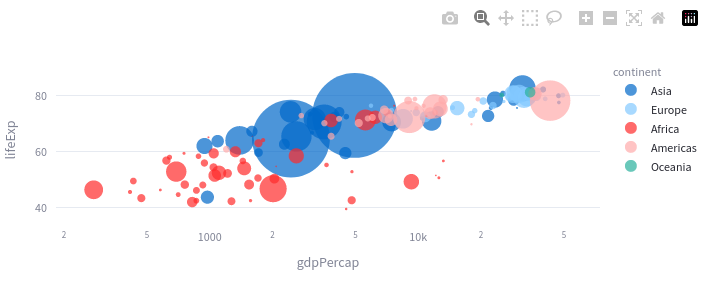 continent
Asia
Europe
Africa
Americas
Oceania
lifeExp
80
60
40
2 5 1000 2 5 10k 2 5
gdpPercap